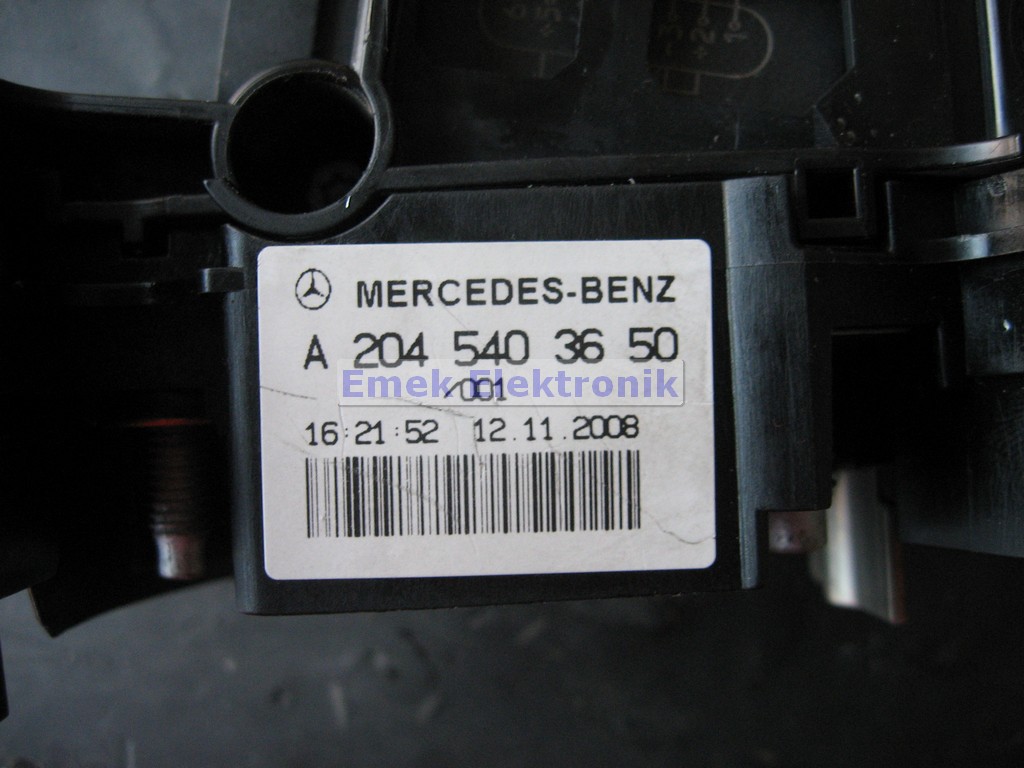 MERCEDES-BENZ
A 204 540 36 50
Emek Elektronik
/001
16:21:52 12.11.2008